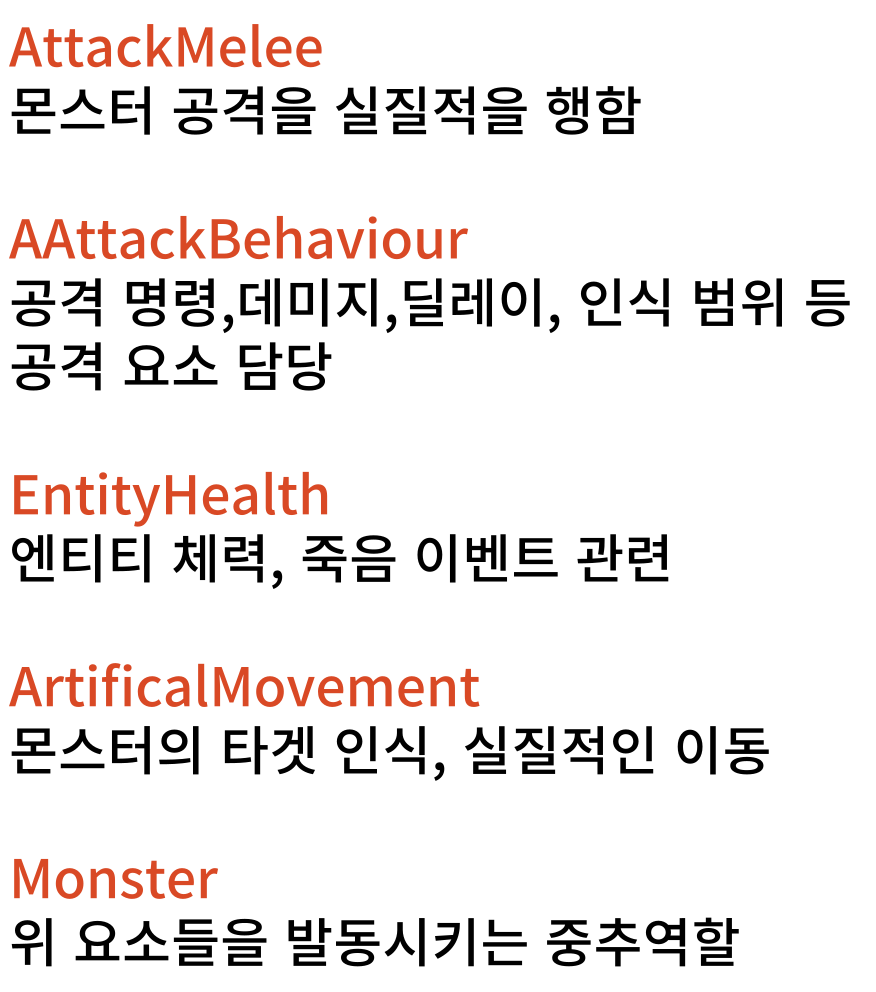 AttackMelee
몬스터 공격을 실질적을 행함
AAttackBehaviour
공격 명령,데미지,딜레이, 인식 범위 등
공격 요소 담당
EntityHealth
엔티티 체력, 죽음 이벤트 관련
ArtificalMovement
몬스터의 타겟 인식, 실질적인 이동
Monster
위 요소들을 발동시키는 중추역할